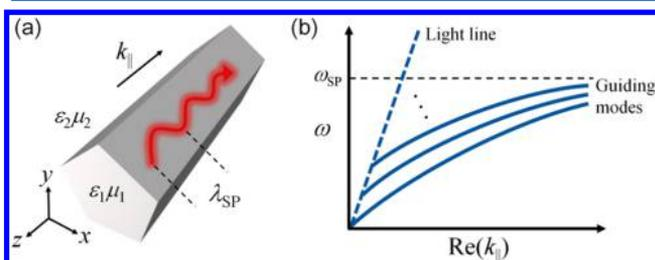 (a)
k∥
ε₂μ₂
ε₁μ₁
λSP
y
z
x
(b)
Light line
ωSP
Guiding
modes
ω
Re(k∥)